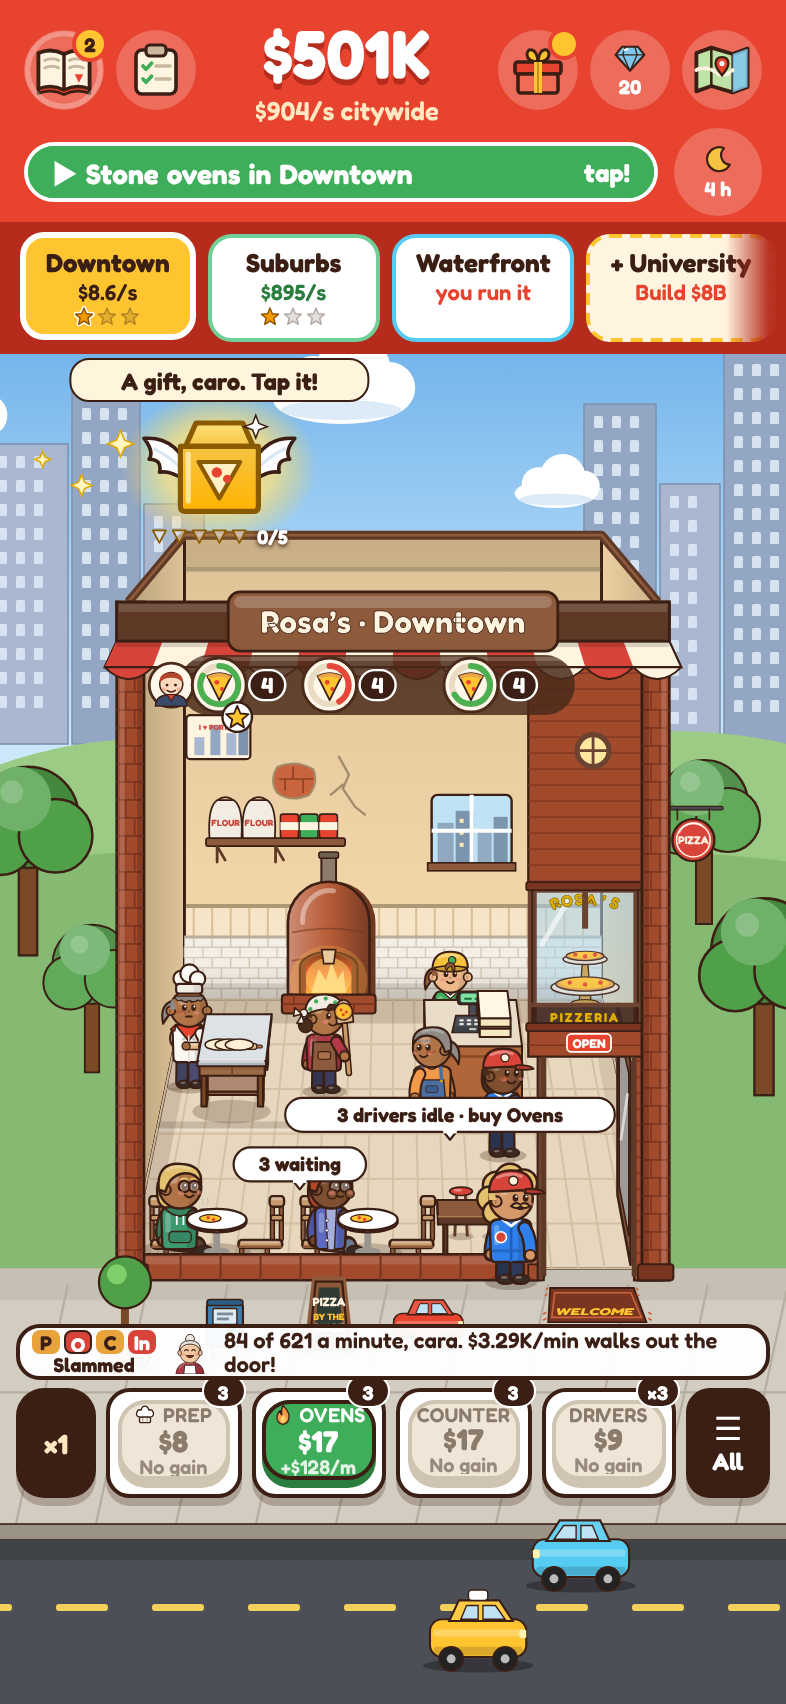 2
$501K
$904/s citywide
20
Stone ovens in Downtown
tap!
4 h
Downtown
$8.6/s
Suburbs
$895/s
Waterfront
you run it
+ University
Build $8B
A gift, caro. Tap it!
0/5
Rosa's · Downtown
4
4
4
FLOUR
FLOUR
PIZZA
ROSA'S
PIZZERIA
OPEN
3 drivers idle · buy Ovens
3 waiting
PIZZA
BY THE
WELCOME
P O C In
Slammed
84 of 621 a minute, cara. $3.29K/min walks out the
door!
x1
3
PREP
$8
No gain
3
OVENS
$17
+$128/m
3
COUNTER
$17
No gain
x3
DRIVERS
$9
No gain
All